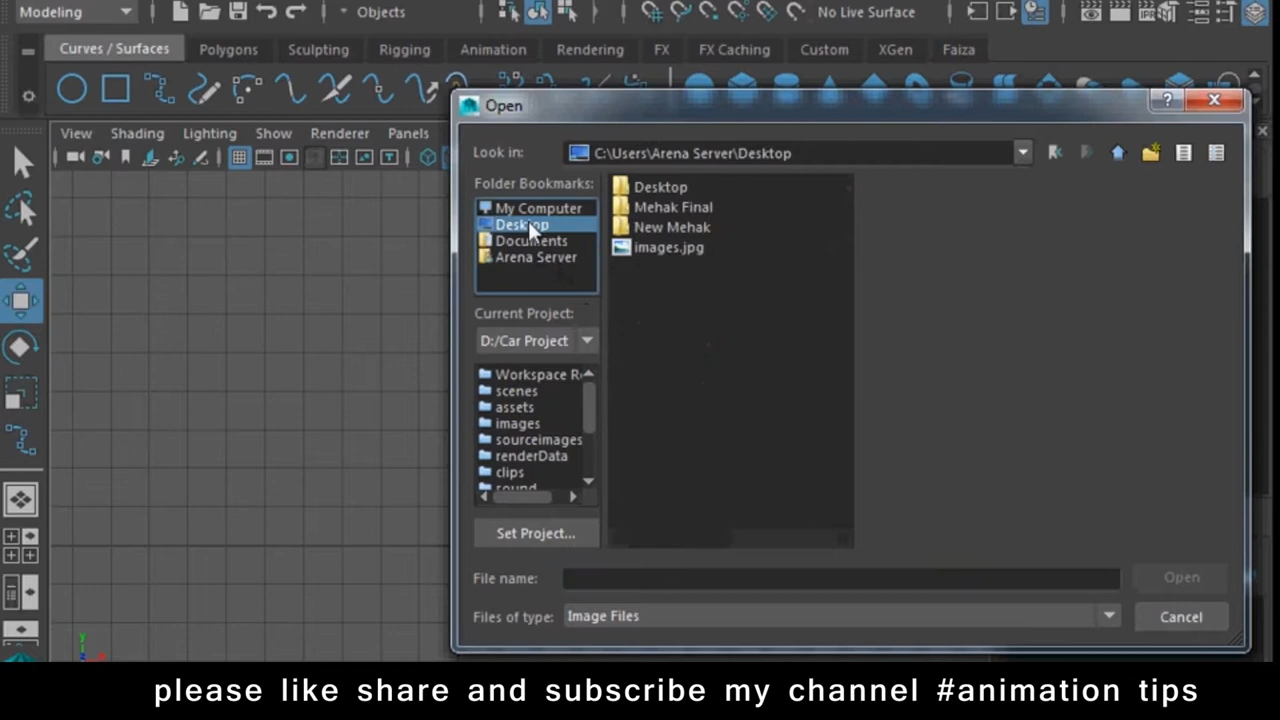 Modeling
Objects
No Live Surface
Curves / Surfaces
Polygons
Sculpting
Rigging
Animation
Rendering
FX
FX Caching
Custom
XGen
Faiza
Open
?
View
Shading
Lighting
Show
Renderer
Panels
Look in:
C:\Users\Arena Server\Desktop
Folder Bookmarks:
My Computer
Desktop
Documents
Arena Server
Desktop
Mehak Final
New Mehak
images.jpg
Current Project:
D:/Car Project
Workspace R
scenes
assets
images
sourceimages
renderData
clips
round
Set Project...
File name:
Open
Files of type:
Image Files
Cancel
y
please like share and subscribe my channel #animation tips